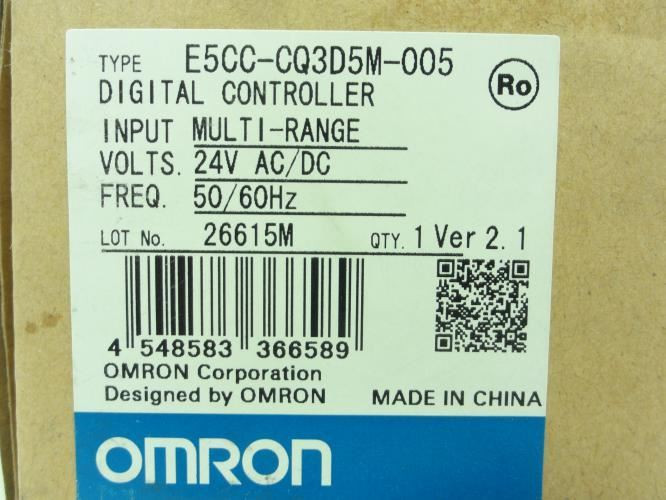 TYPE E5CC-CQ3D5M-005
Ro
DIGITAL CONTROLLER
INPUT MULTI-RANGE
VOLTS. 24V AC/DC
FREQ. 50/60Hz
LOT No. 26615M QTY. 1 Ver 2.1
4 548583 366589
OMRON Corporation
Designed by OMRON MADE IN CHINA
OMRON